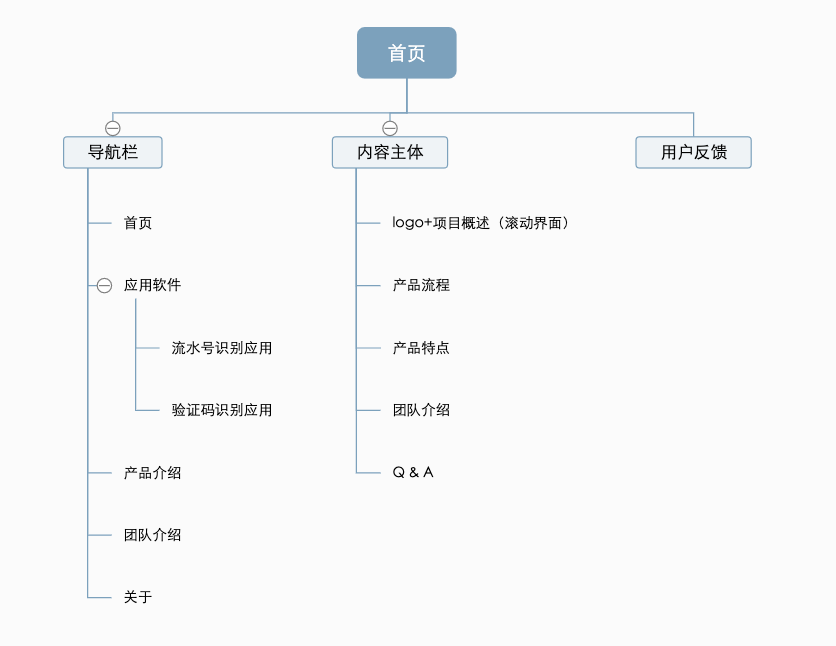 首页
导航栏
首页
应用软件
流水号识别应用
验证码识别应用
产品介绍
团队介绍
关于
内容主体
logo+项目概述（滚动界面）
产品流程
产品特点
团队介绍
Q & A
用户反馈